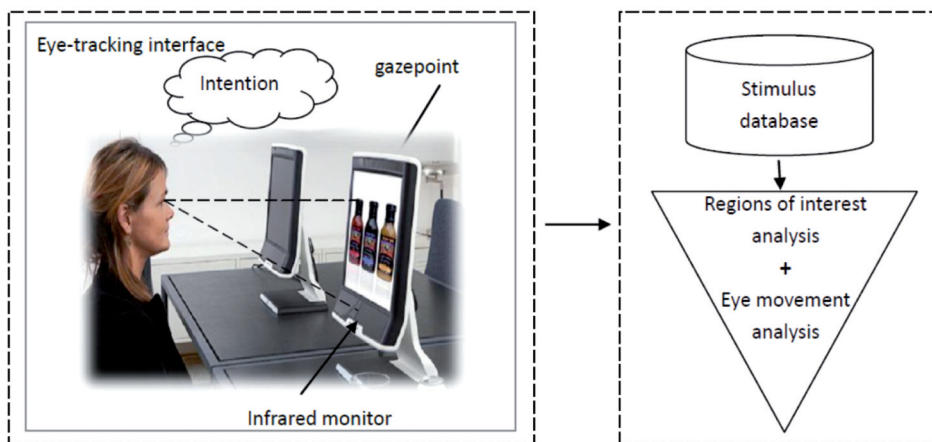 Eye-tracking interface
Intention
gazepoint
Infrared monitor
Stimulus
database
Regions of interest
analysis
+
Eye movement
analysis